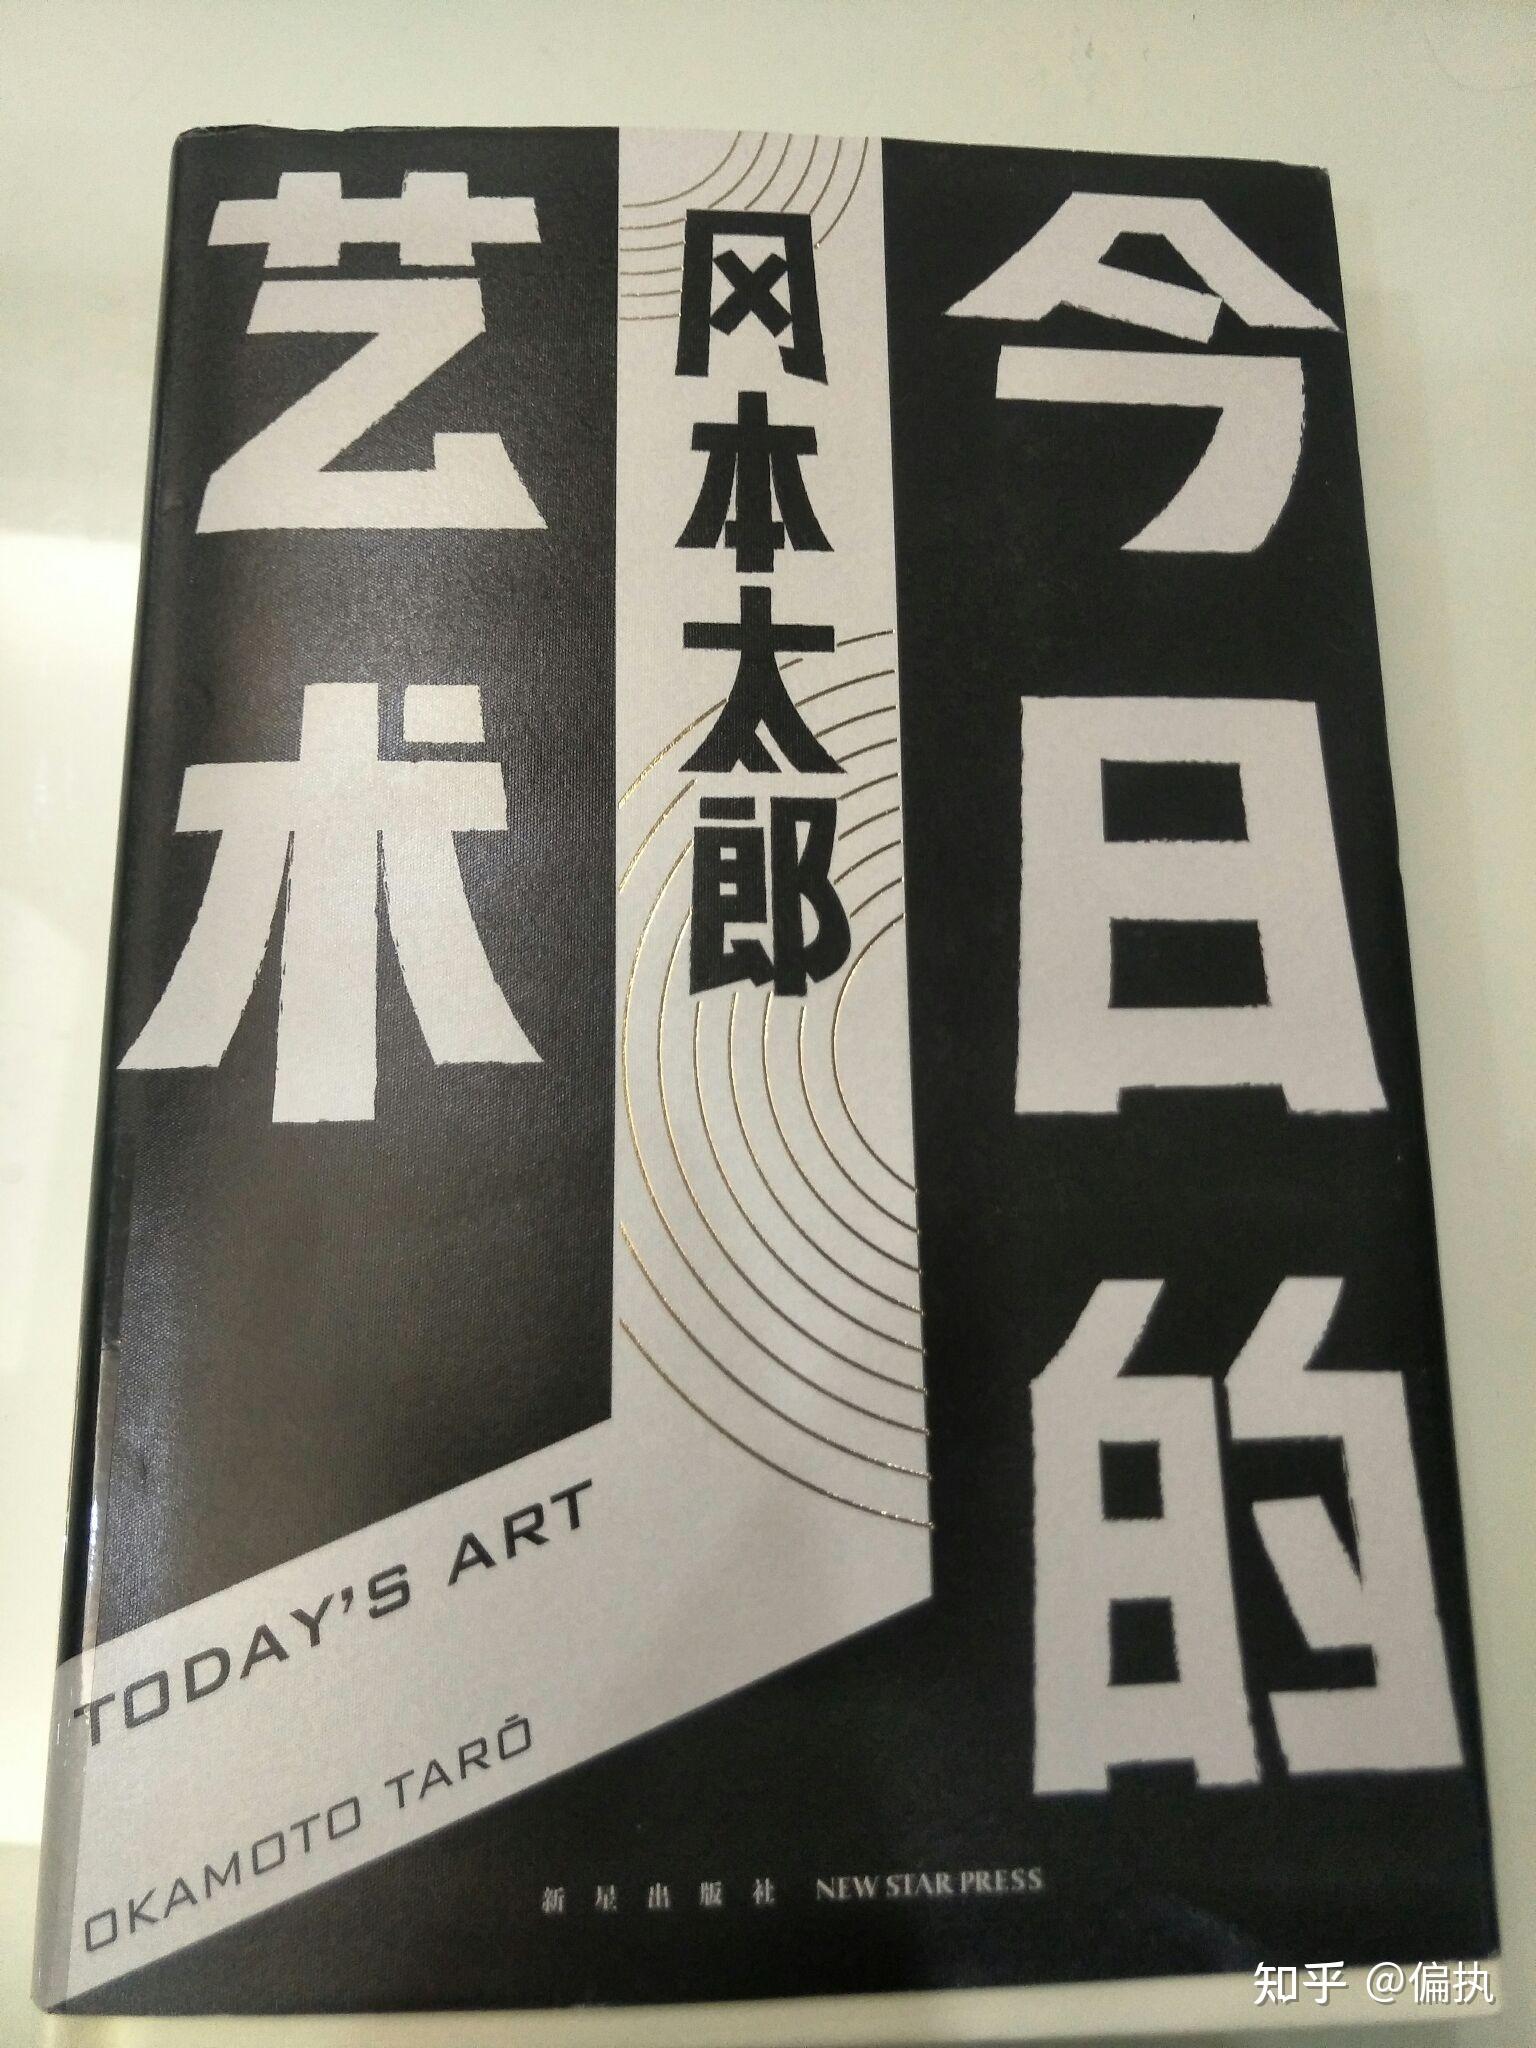 今日的
艺术
冈本太郎
TODAY'S ART
OKAMOTO TARŌ
新星出版社 NEW STAR PRESS
知乎 @偏执